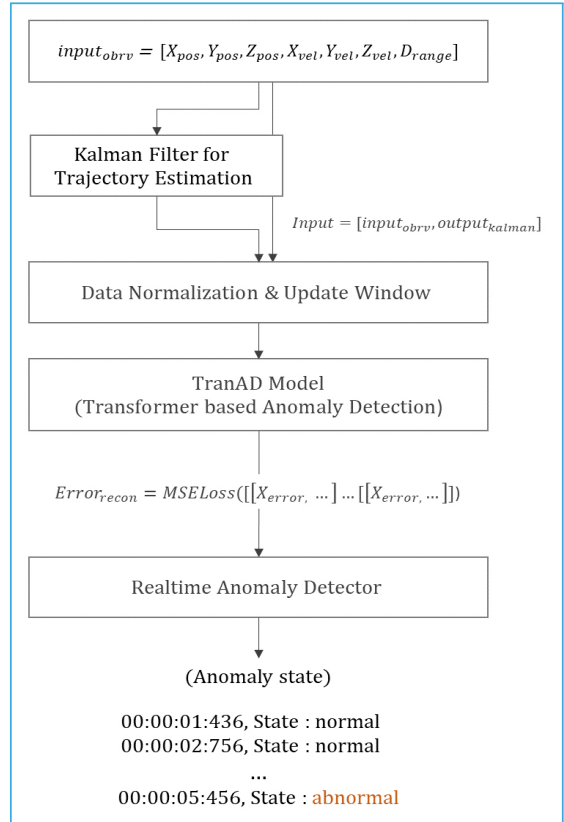 input_obrv = [X_pos, Y_pos, Z_pos, X_vel, Y_vel, Z_vel, D_range]
Kalman Filter for
Trajectory Estimation
Input = [input_obrv, output_kalman]
Data Normalization & Update Window
TranAD Model
(Transformer based Anomaly Detection)
Error_recon = MSELoss([[X_error, …] … [[X_error, …]])
Realtime Anomaly Detector
(Anomaly state)
00:00:01:436, State : normal
00:00:02:756, State : normal
…
00:00:05:456, State : abnormal